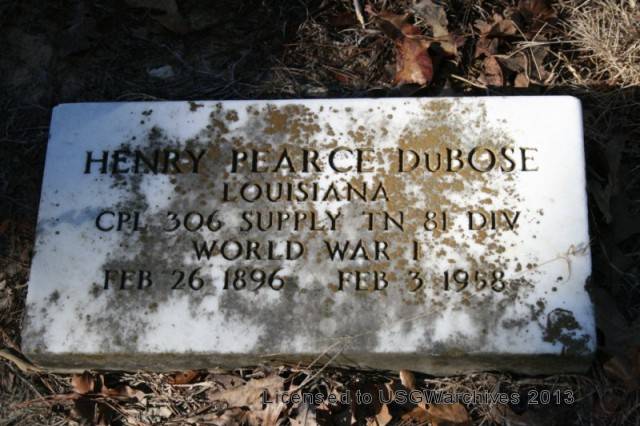 HENRY PEARCE DuBOSE
LOUISIANA
CPL 306 SUPPLY TN 81 DIV
WORLD WAR I
FEB 26 1896 FEB 3
Licensed to USGWarchives 2013